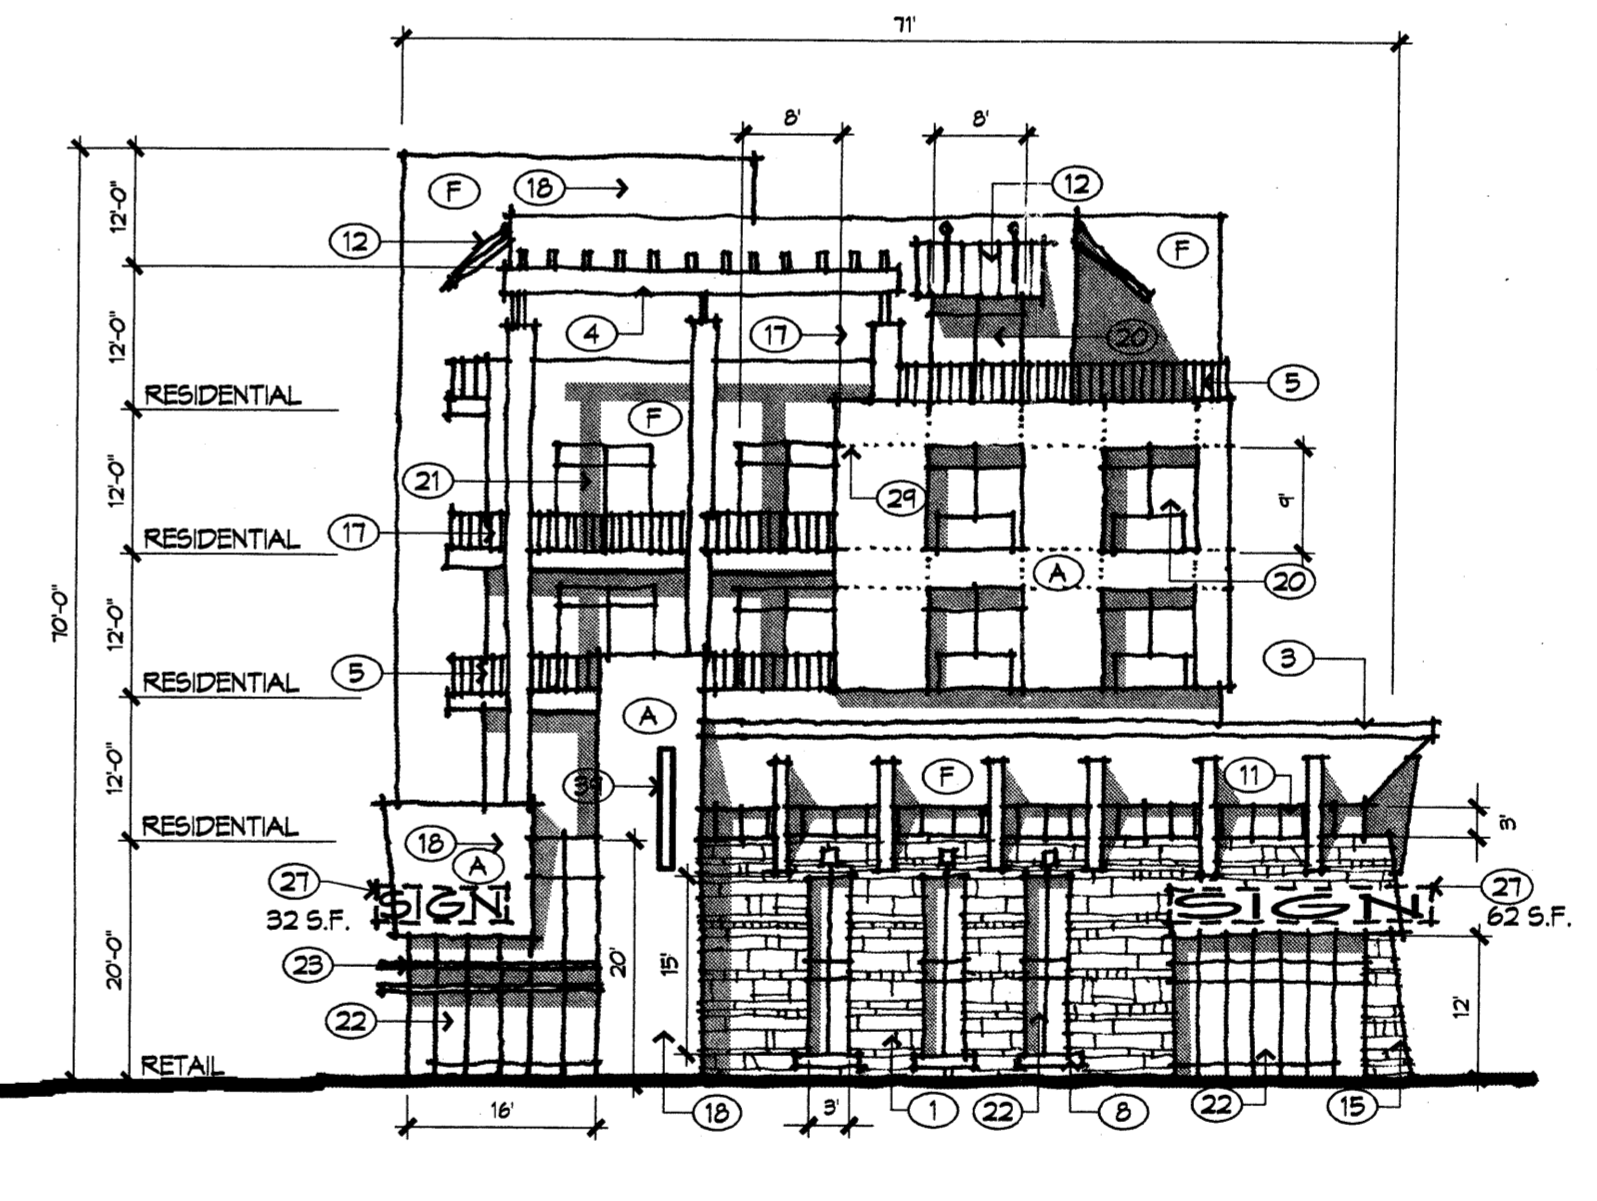 71'
8'
8'
F
18
12
12
F
12'-0"
4
17
20
5
12'-0"
RESIDENTIAL
F
21
29
9'
12'-0"
17
RESIDENTIAL
A
20
70'-0"
12'-0"
5
3
RESIDENTIAL
A
F
11
12'-0"
3'
RESIDENTIAL
18
A
27
SIGN
32 S.F.
SIGN
27
62 S.F.
23
20'-0"
20'
15'
12'
22
RETAIL
16'
18
3'
1
22
8
22
15